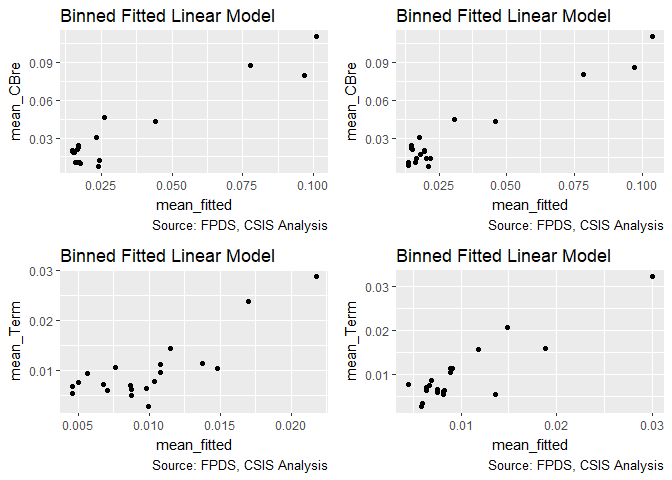 Binned Fitted Linear Model
mean_CBre
0.09
0.06
0.03
0.025
0.050
0.075
0.100
mean_fitted
Source: FPDS, CSIS Analysis
Binned Fitted Linear Model
mean_CBre
0.09
0.06
0.03
0.025
0.050
0.075
0.100
mean_fitted
Source: FPDS, CSIS Analysis
Binned Fitted Linear Model
mean_Term
0.03
0.02
0.01
0.005
0.010
0.015
0.020
mean_fitted
Source: FPDS, CSIS Analysis
Binned Fitted Linear Model
mean_Term
0.03
0.02
0.01
0.01
0.02
0.03
mean_fitted
Source: FPDS, CSIS Analysis